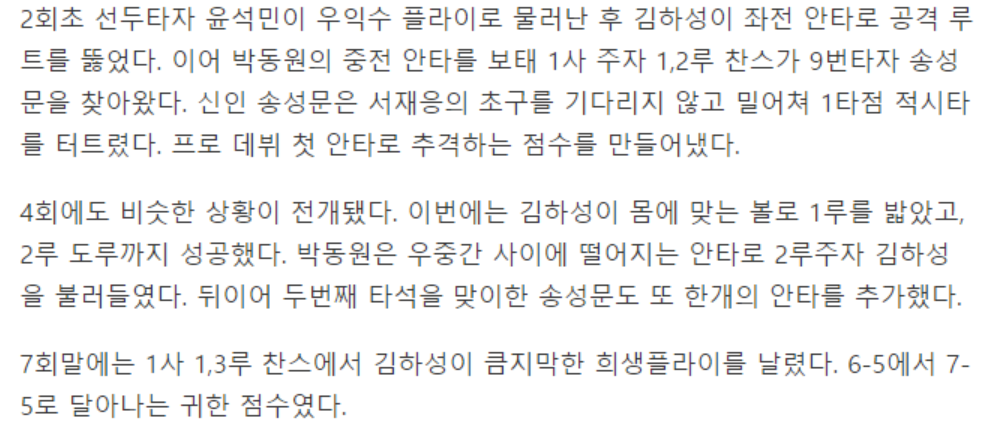 2회초 선두타자 윤석민이 우익수 플라이로 물러난 후 김하성이 좌전 안타로 공격 루
트를 뚫었다. 이어 박동원의 중전 안타를 보태 1사 주자 1,2루 찬스가 9번타자 송성
문을 찾아왔다. 신인 송성문은 서재응의 초구를 기다리지 않고 밀어쳐 1타점 적시타
를 터트렸다. 프로 데뷔 첫 안타로 추격하는 점수를 만들어냈다.
4회에도 비슷한 상황이 전개됐다. 이번에는 김하성이 몸에 맞는 볼로 1루를 밟았고,
2루 도루까지 성공했다. 박동원은 우중간 사이에 떨어지는 안타로 2루주자 김하성
을 불러들였다. 뒤이어 두번째 타석을 맞이한 송성문도 또 한개의 안타를 추가했다.
7회말에는 1사 1,3루 찬스에서 김하성이 큼지막한 희생플라이를 날렸다. 6-5에서 7-
5로 달아나는 귀한 점수였다.